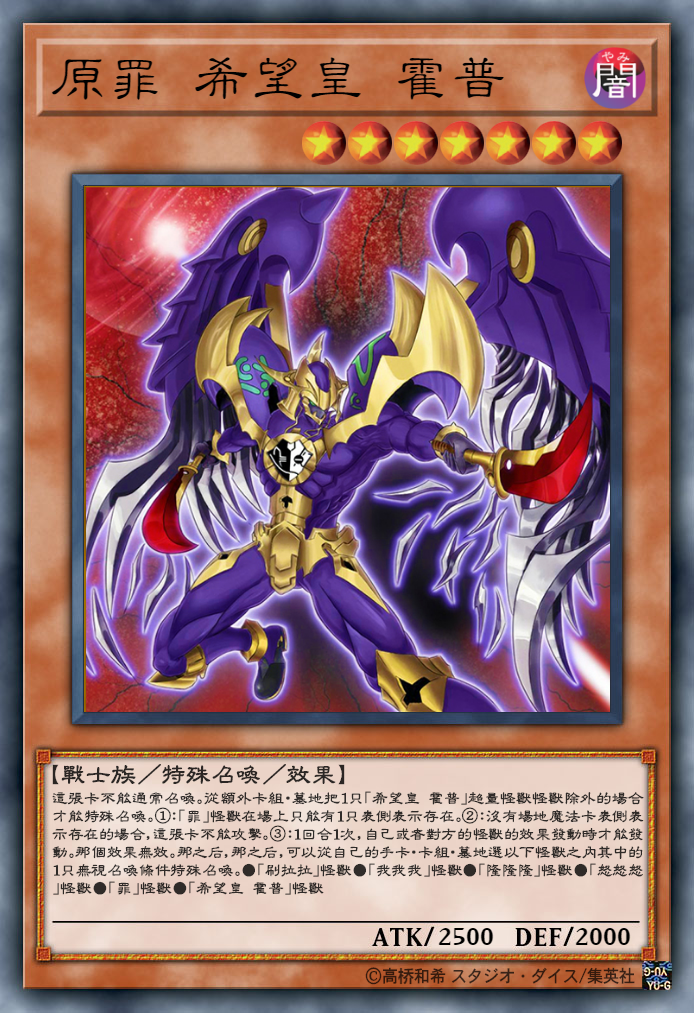 原罪 希望皇 霍普
やみ
闇
【戰士族／特殊召喚／效果】
這張卡不能通常召喚。從額外卡組·墓地把1只「希望皇 霍普」超量怪獸怪獸除外的場合
才能特殊召喚。①:「罪」怪獸在場上只能有1只表側表示存在。②:沒有場地魔法卡表側表
示存在的場合,這張卡不能攻擊。③:1回合1次,自己或者對方的怪獸的效果發動時才能發
動。那個效果無效。那之后,那之后,可以從自己的手卡·卡組·墓地選以下怪獸之內其中的
1只無視召喚條件特殊召喚。●「刷拉拉」怪獸●「我我我」怪獸●「隆隆隆」怪獸●「怒怒怒
」怪獸●「罪」怪獸●「希望皇 霍普」怪獸
ATK/2500 DEF/2000
©高桥和希 スタジオ・ダイス/集英社
YU-G
YU-G